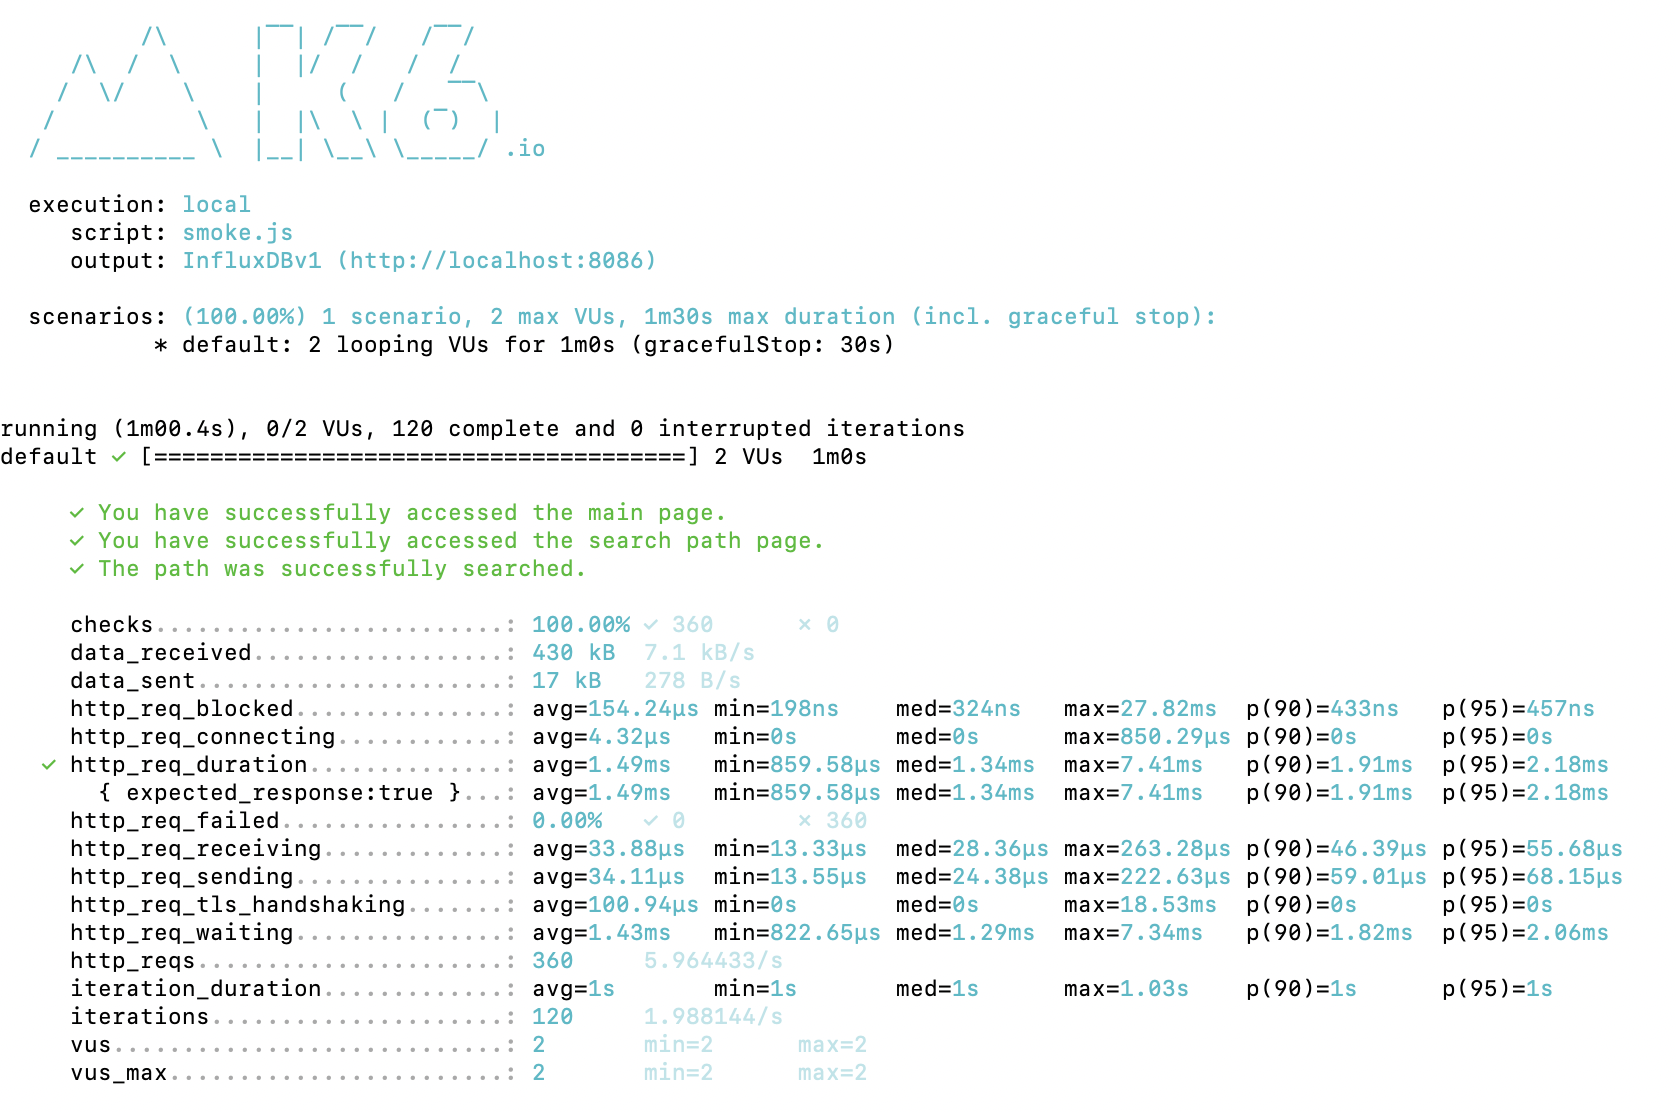 /\      |‾‾| /‾‾/   /‾‾/
     /\  /  \     |  |/  /   /  /
    /  \/    \    |     (   /   ‾‾\
   /          \   |  |\  \ |  (‾)  |
  / __________ \  |__| \__\ \_____/ .io
  execution: local
     script: smoke.js
     output: InfluxDBv1 (http://localhost:8086)
  scenarios: (100.00%) 1 scenario, 2 max VUs, 1m30s max duration (incl. graceful stop):
           * default: 2 looping VUs for 1m0s (gracefulStop: 30s)
running (1m00.4s), 0/2 VUs, 120 complete and 0 interrupted iterations
default ✓ [======================================] 2 VUs  1m0s
     ✓ You have successfully accessed the main page.
     ✓ You have successfully accessed the search path page.
     ✓ The path was successfully searched.
     checks.........................: 100.00% ✓ 360      ✗ 0
     data_received..................: 430 kB  7.1 kB/s
     data_sent......................: 17 kB   278 B/s
     http_req_blocked...............: avg=154.24µs min=198ns    med=324ns   max=27.82ms  p(90)=433ns   p(95)=457ns
     http_req_connecting............: avg=4.32µs   min=0s       med=0s      max=850.29µs p(90)=0s      p(95)=0s
   ✓ http_req_duration..............: avg=1.49ms   min=859.58µs med=1.34ms  max=7.41ms   p(90)=1.91ms  p(95)=2.18ms
       { expected_response:true }...: avg=1.49ms   min=859.58µs med=1.34ms  max=7.41ms   p(90)=1.91ms  p(95)=2.18ms
     http_req_failed................: 0.00%   ✓ 0        ✗ 360
     http_req_receiving.............: avg=33.88µs  min=13.33µs  med=28.36µs max=263.28µs p(90)=46.39µs p(95)=55.68µs
     http_req_sending...............: avg=34.11µs  min=13.55µs  med=24.38µs max=222.63µs p(90)=59.01µs p(95)=68.15µs
     http_req_tls_handshaking.......: avg=100.94µs min=0s       med=0s      max=18.53ms  p(90)=0s      p(95)=0s
     http_req_waiting...............: avg=1.43ms   min=822.65µs med=1.29ms  max=7.34ms   p(90)=1.82ms  p(95)=2.06ms
     http_reqs......................: 360     5.964433/s
     iteration_duration.............: avg=1s       min=1s       med=1s      max=1.03s    p(90)=1s      p(95)=1s
     iterations.....................: 120     1.988144/s
     vus............................: 2       min=2      max=2
     vus_max........................: 2       min=2      max=2